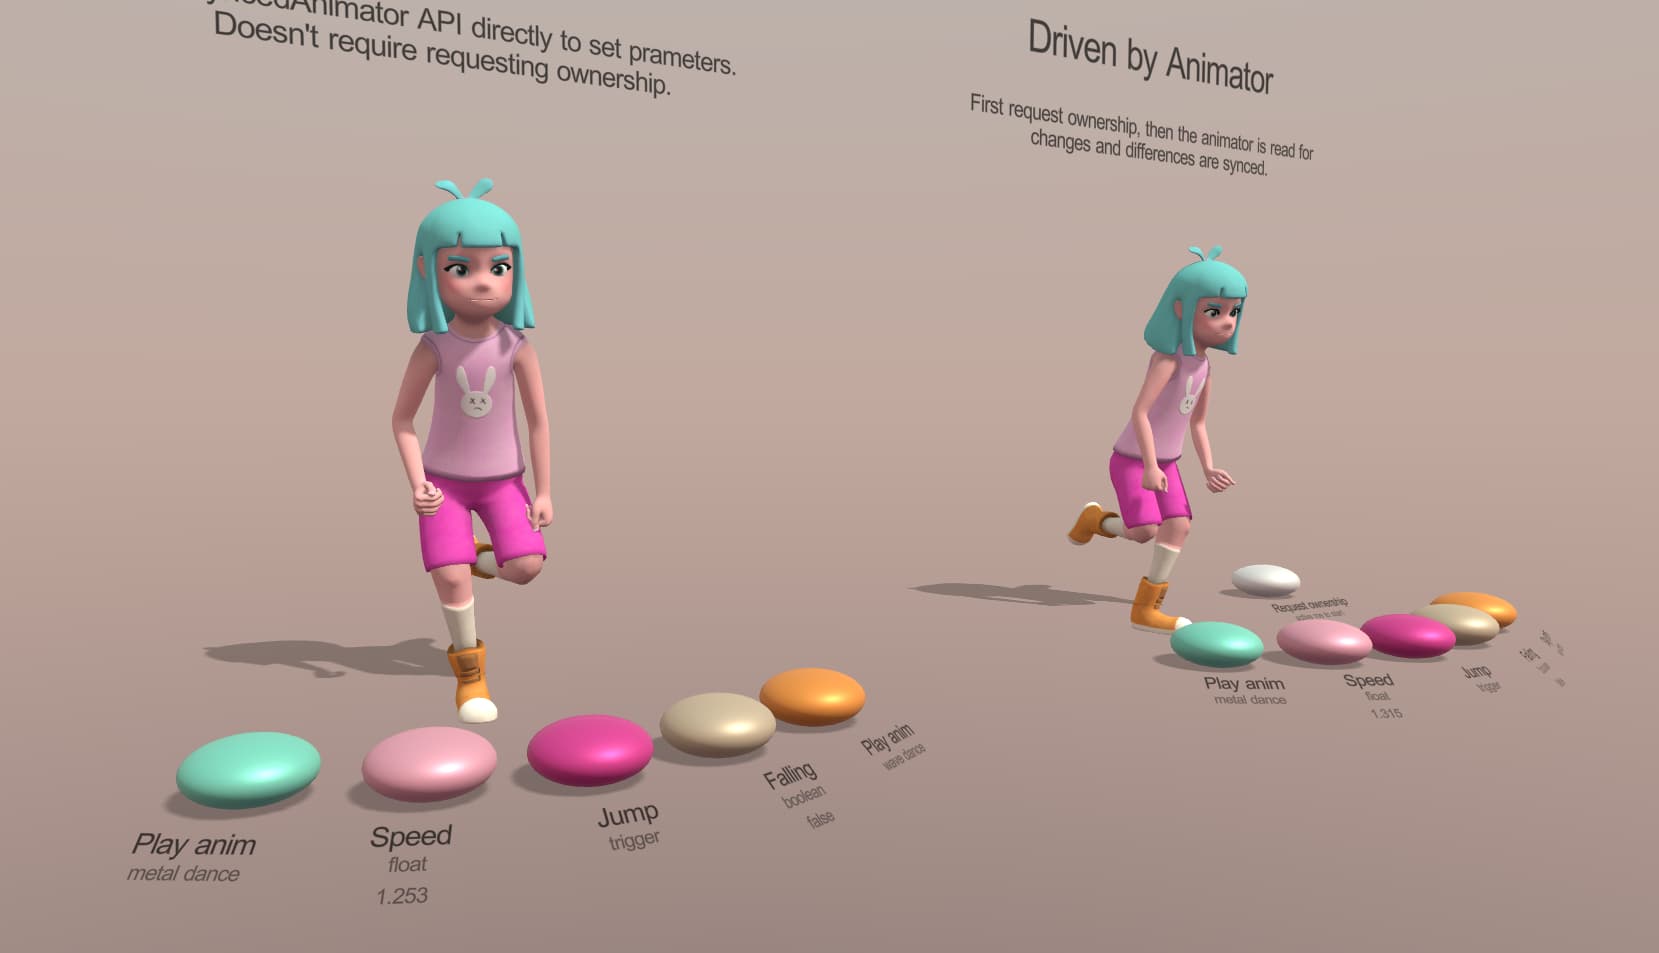 API directly to set prameters.
Doesn't require requesting ownership.
Driven by Animator
First request ownership, then the animator is read for
changes and differences are synced.
Play anim
metal dance
Speed
float
1.253
Jump
trigger
Falling
boolean
false
Play anim
wave dance
Request ownership
Play anim
metal dance
Speed
float
1.315
Jump
trigger